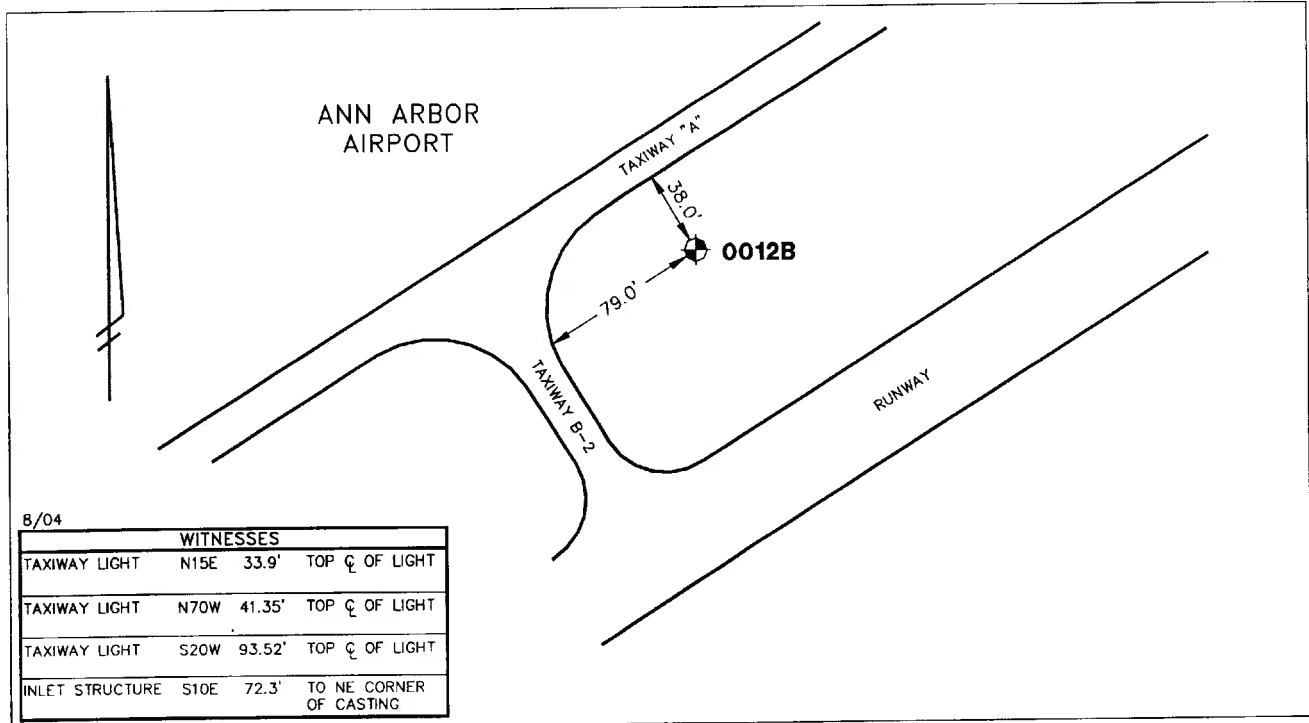 ANN ARBOR
AIRPORT
TAXIWAY "A"
38.0'
0012B
79.0'
TAXIWAY B-2
RUNWAY
8/04
WITNESSES
TAXIWAY LIGHT N15E 33.9' TOP ℄ OF LIGHT
TAXIWAY LIGHT N70W 41.35' TOP ℄ OF LIGHT
TAXIWAY LIGHT S20W 93.52' TOP ℄ OF LIGHT
INLET STRUCTURE S10E 72.3' TO NE CORNER
OF CASTING